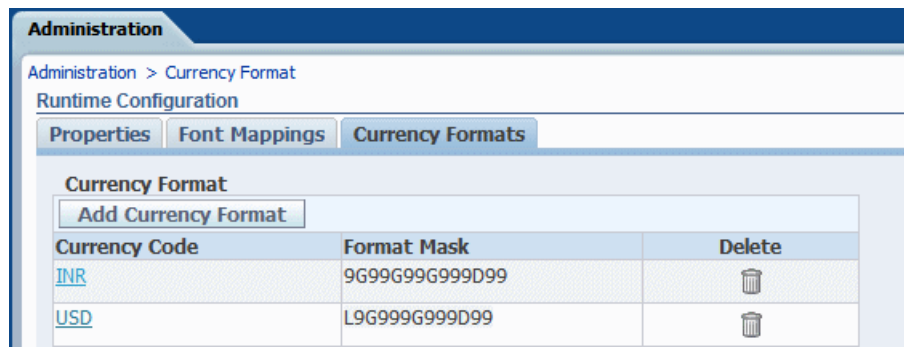 Administration
Administration > Currency Format
Runtime Configuration
Properties Font Mappings Currency Formats
Currency Format
Add Currency Format
Currency Code Format Mask Delete
INR 9G99G99G999D99
USD L9G999G999D99